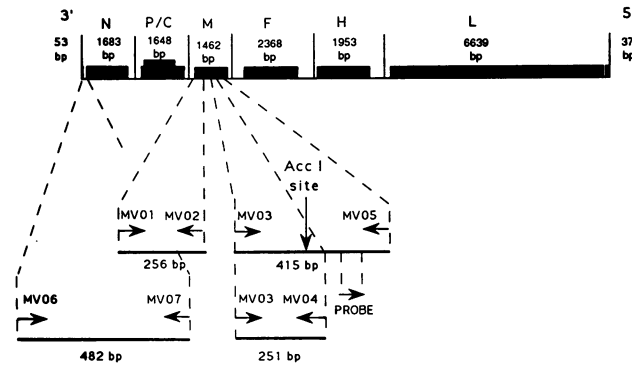 3' N P/C M F H L 5
53 bp 1683 bp 1648 bp 1462 bp 2368 bp 1953 bp 6639 bp 37 bp
Acc I
site
MV01 MV02 MV03 MV05
256 bp 415 bp
MV06 MV07 MV03 MV04 PROBE
482 bp 251 bp